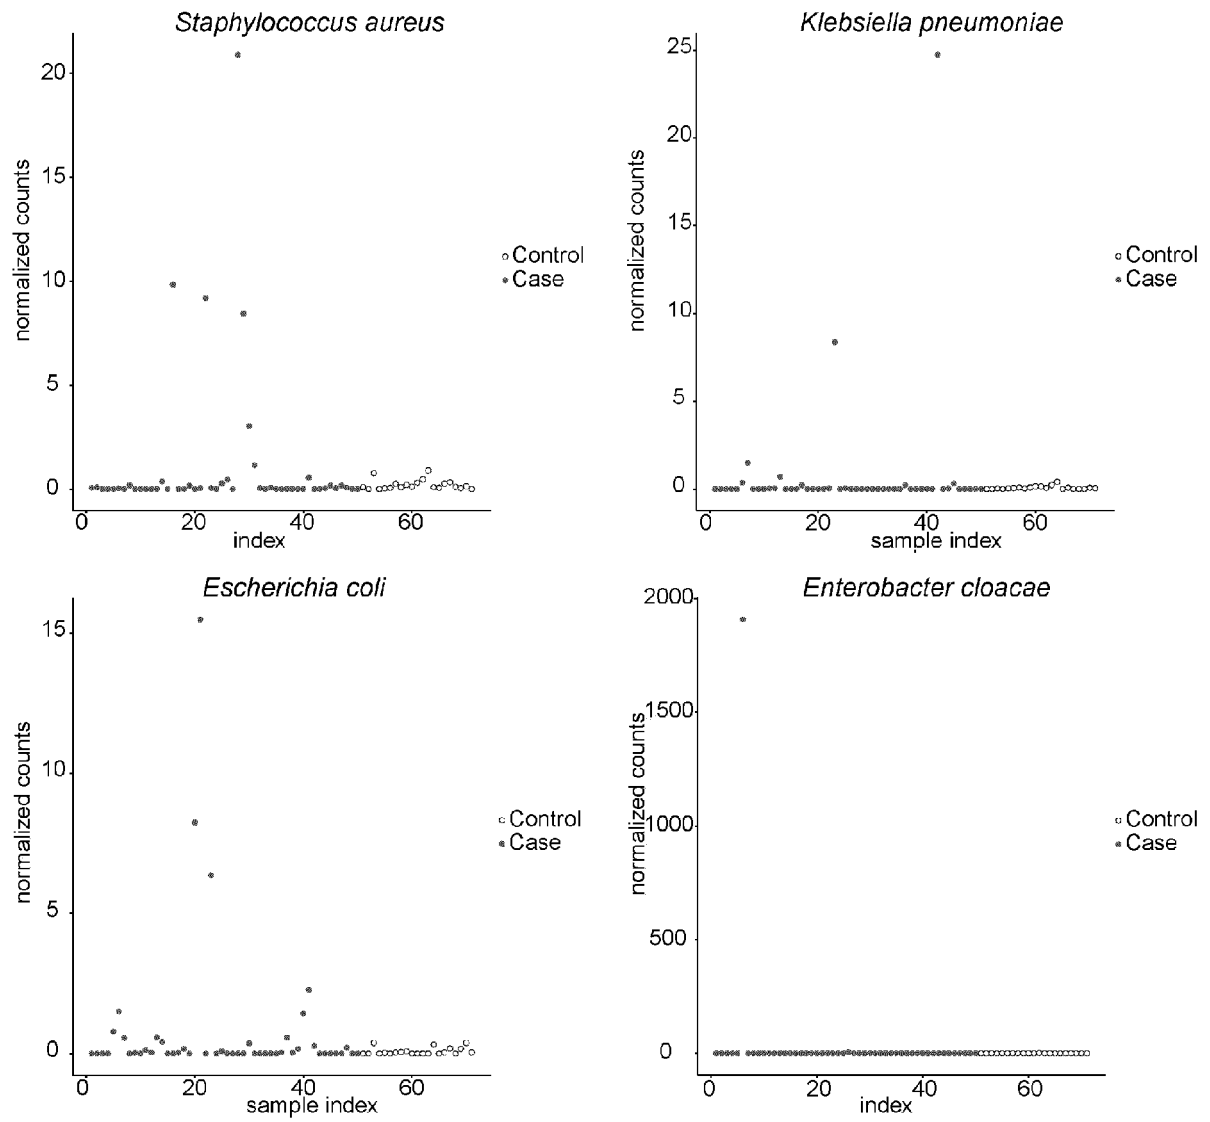 Staphylococcus aureus
20
15
10
5
0
normalized counts
0 20 40 60
index
Control
Case
Klebsiella pneumoniae
25
20
15
10
5
0
normalized counts
0 20 40 60
sample index
Control
Case
Escherichia coli
15
10
5
0
normalized counts
0 20 40 60
sample index
Control
Case
Enterobacter cloacae
2000
1500
1000
500
0
normalized counts
0 20 40 60
index
Control
Case